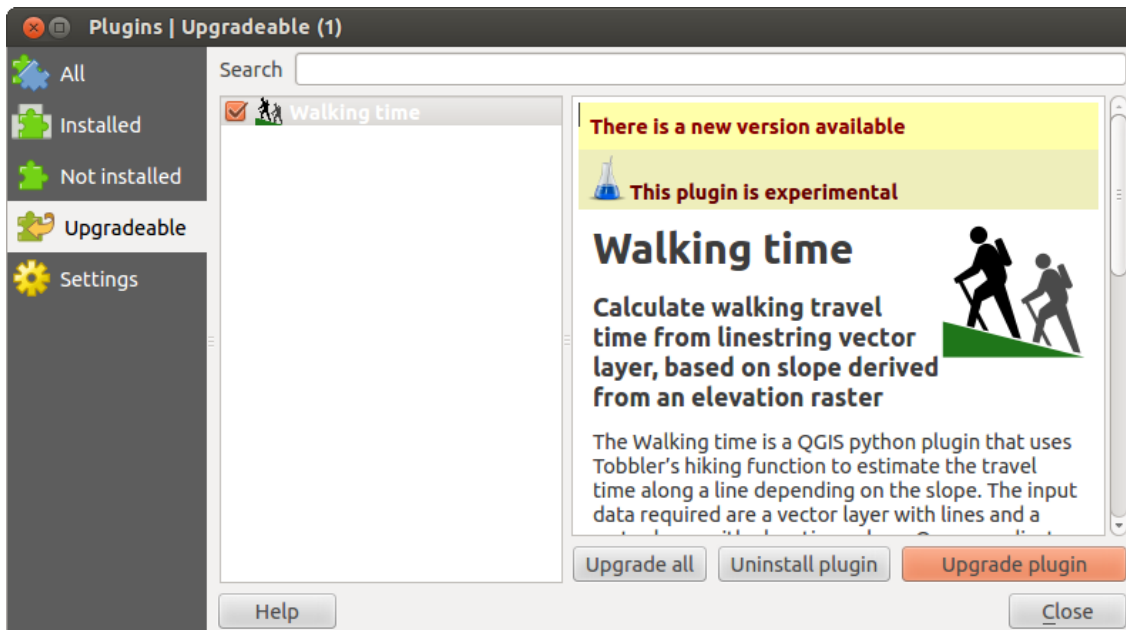 Plugins | Upgradeable (1)
All
Installed
Not installed
Upgradeable
Settings
Search
Walking time
There is a new version available
This plugin is experimental
Walking time
Calculate walking travel
time from linestring vector
layer, based on slope derived
from an elevation raster
The Walking time is a QGIS python plugin that uses
Tobbler's hiking function to estimate the travel
time along a line depending on the slope. The input
data required are a vector layer with lines and a
Upgrade all
Uninstall plugin
Upgrade plugin
Help
Close